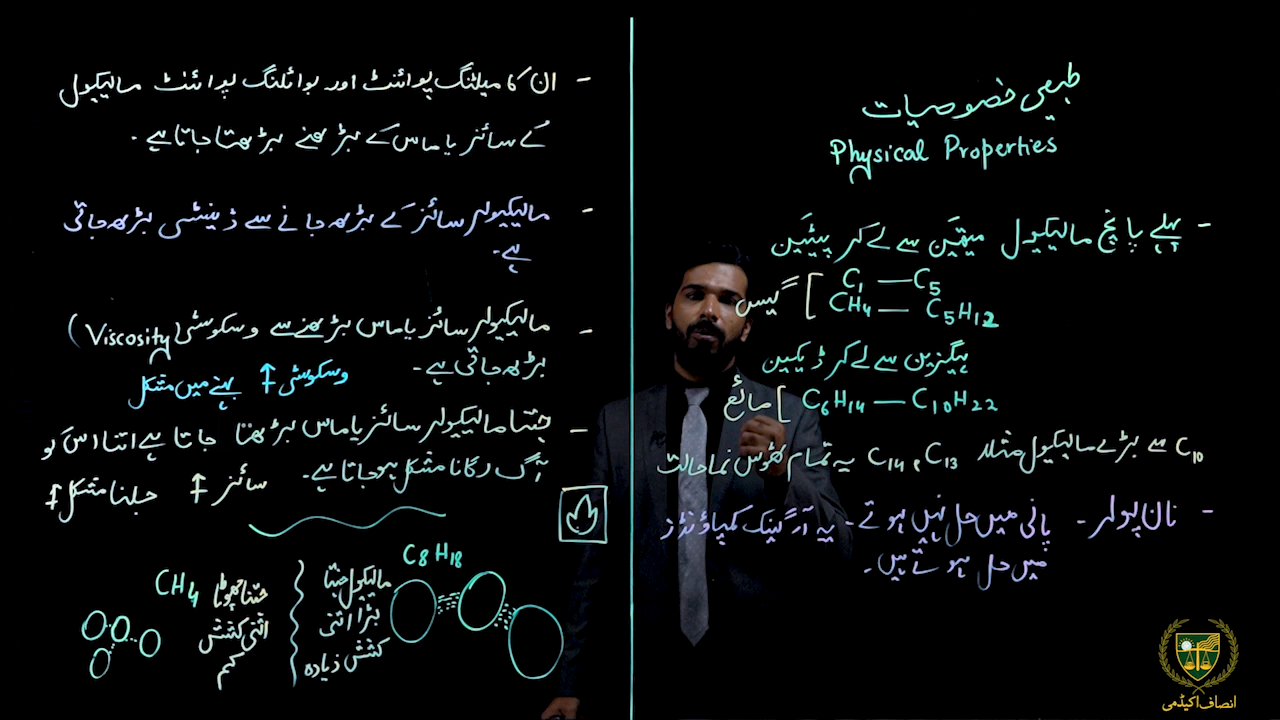 طبعی خصوصیات
Physical Properties
- پہلے پانچ مالیکیول میتھین سے لے کر پینٹین
C1 — C5
گیس [ CH4 — C5H12
ہیگزین سے لے کر ڈیکین
مائع [ C6H14 — C10H22
C10 سے بڑے مالیکیول مثلاً C13 , C14 یہ تمام ٹھوس نما حالت
- نان پولر - پانی میں حل نہیں ہوتے - یہ آرگینک کمپاؤنڈز
میں حل ہوتے ہیں۔
- ان کا میلٹنگ پوائنٹ اور بوائلنگ پوائنٹ مالیکیول
کے سائز یا ماس کے بڑھنے بڑھتا جاتا ہے۔
- مالیکیولر سائز کے بڑھ جانے سے ڈینسٹی بڑھ جاتی
ہے۔
- مالیکیولر سائز یا ماس بڑھنے سے وسکوسٹی (Viscosity)
بڑھ جاتی ہے۔
وسکوسٹی ↑ بہنے میں مشکل
- جتنا مالیکیولر سائز یا ماس بڑھتا جاتا ہے اتنا اس کو
آگ لگانا مشکل ہو جاتا ہے۔
سائز ↑ جلنا مشکل ↑
C8H18
مالیکیول جتنا
بڑا اتنی
کشش زیادہ
CH4
جتنا چھوٹا
اتنی کشش
کم
انصاف اکیڈمی